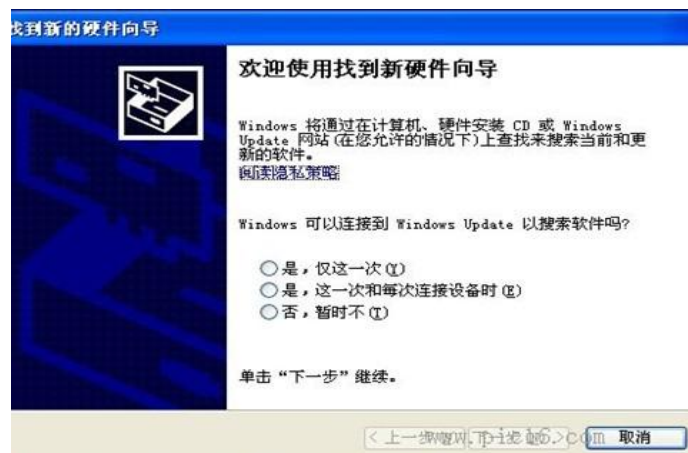 找到新的硬件向导
欢迎使用找到新硬件向导
Windows 将通过在计算机、硬件安装 CD 或 Windows
Update 网站(在您允许的情况下)上查找来搜索当前和更
新的软件。
阅读隐私策略
Windows 可以连接到 Windows Update 以搜索软件吗?
是，仅这一次(Y)
是，这一次和每次连接设备时(E)
否，暂时不(T)
单击“下一步”继续。
< 上一步
取消